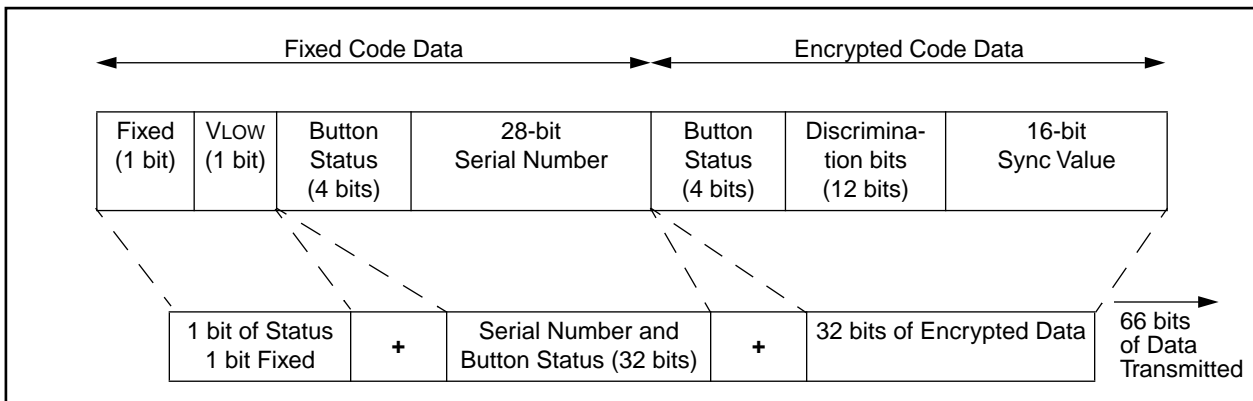 Fixed Code Data
Encrypted Code Data
Fixed
(1 bit)
VLOW
(1 bit)
Button
Status
(4 bits)
28-bit
Serial Number
Button
Status
(4 bits)
Discrimina-
tion bits
(12 bits)
16-bit
Sync Value
1 bit of Status
1 bit Fixed
+
Serial Number and
Button Status (32 bits)
+
32 bits of Encrypted Data
66 bits
of Data
Transmitted